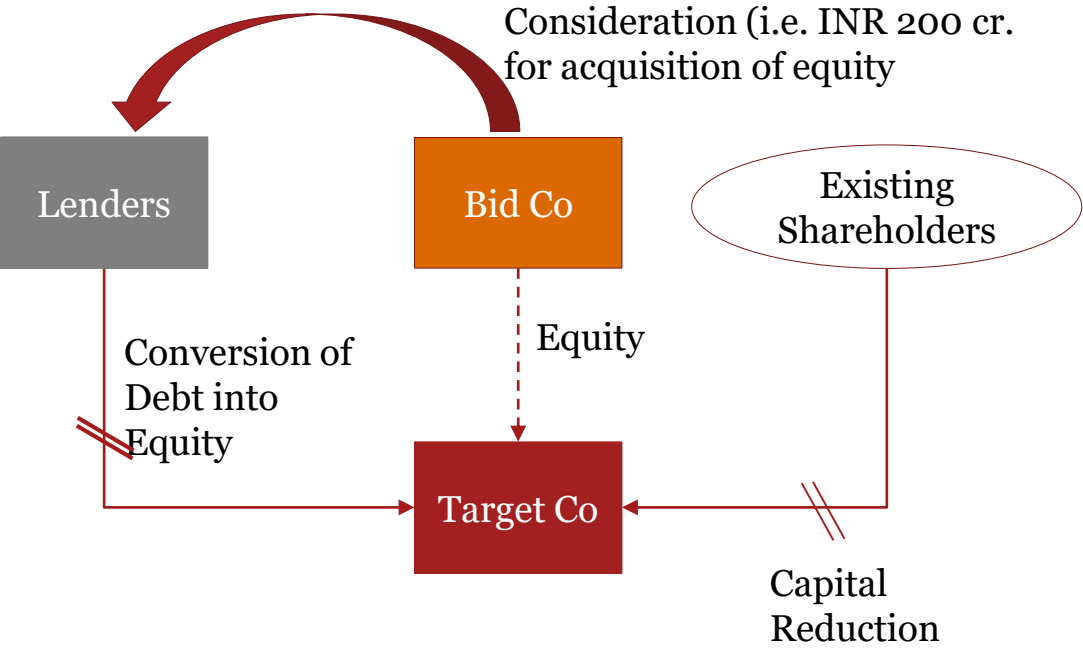 Consideration (i.e. INR 200 cr.
for acquisition of equity
Lenders
Bid Co
Existing
Shareholders
Conversion of
Debt into
Equity
Equity
Target Co
Capital
Reduction